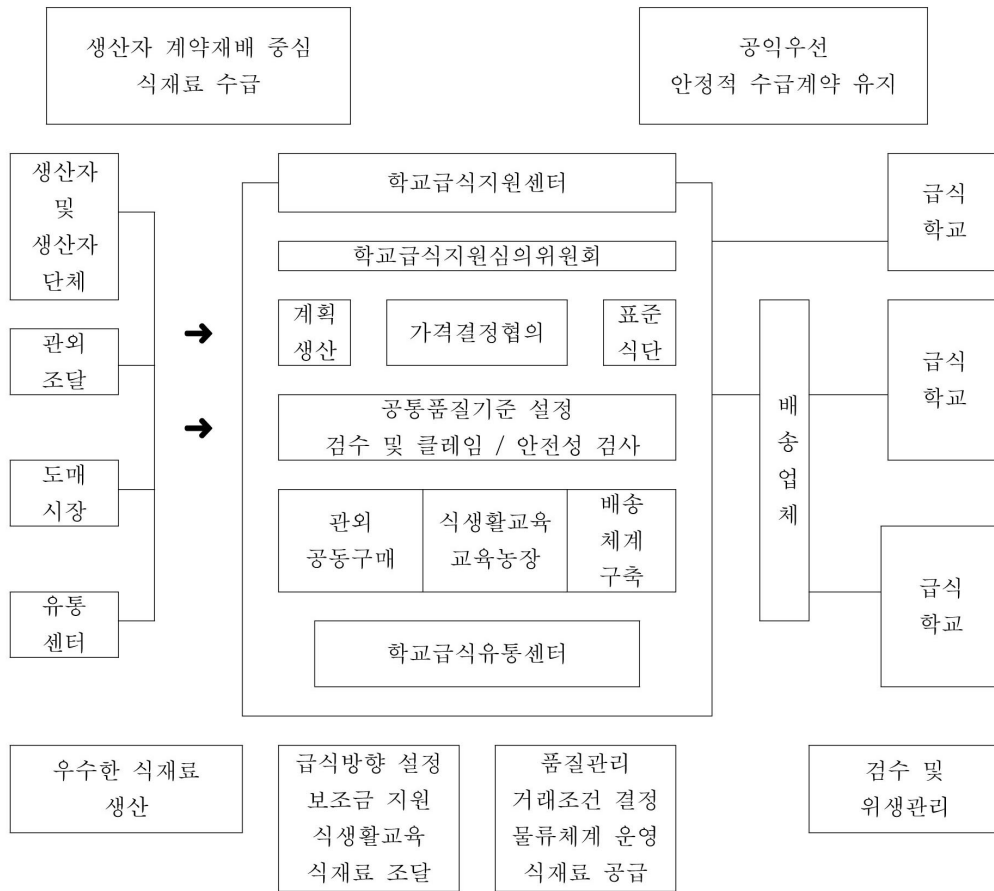 생산자 계약재배 중심
식재료 수급
공익우선
안정적 수급계약 유지
생산자
및
생산자
단체
관외
조달
도매
시장
유통
센터
학교급식지원센터
학교급식지원심의위원회
계획
생산
가격결정협의
표준
식단
공통품질기준 설정
검수 및 클레임 / 안전성 검사
관외
공동구매
식생활교육
교육농장
배송
체계
구축
학교급식유통센터
배
송
업
체
급식
학교
급식
학교
급식
학교
우수한 식재료
생산
급식방향 설정
보조금 지원
식생활교육
식재료 조달
품질관리
거래조건 결정
물류체계 운영
식재료 공급
검수 및
위생관리